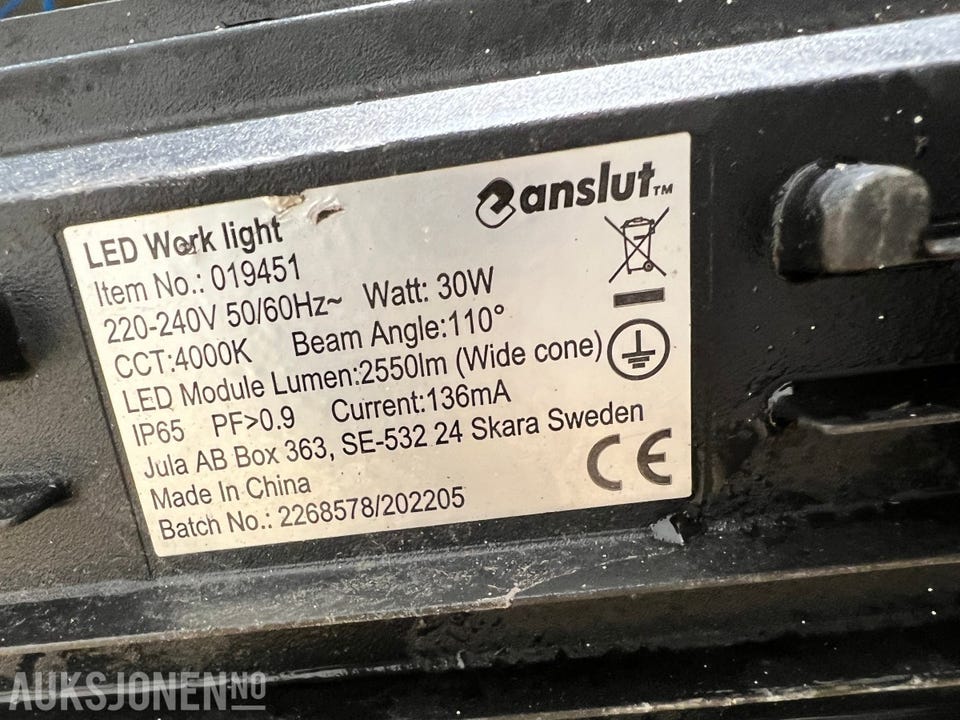 anslut™
LED Work light
Item No.: 019451
220-240V 50/60Hz~ Watt: 30W
CCT:4000K Beam Angle:110°
LED Module Lumen:2550lm (Wide cone)
IP65 PF>0.9 Current:136mA
Jula AB Box 363, SE-532 24 Skara Sweden
Made In China
Batch No.: 2268578/202205
CE
AUKSJONEN NO